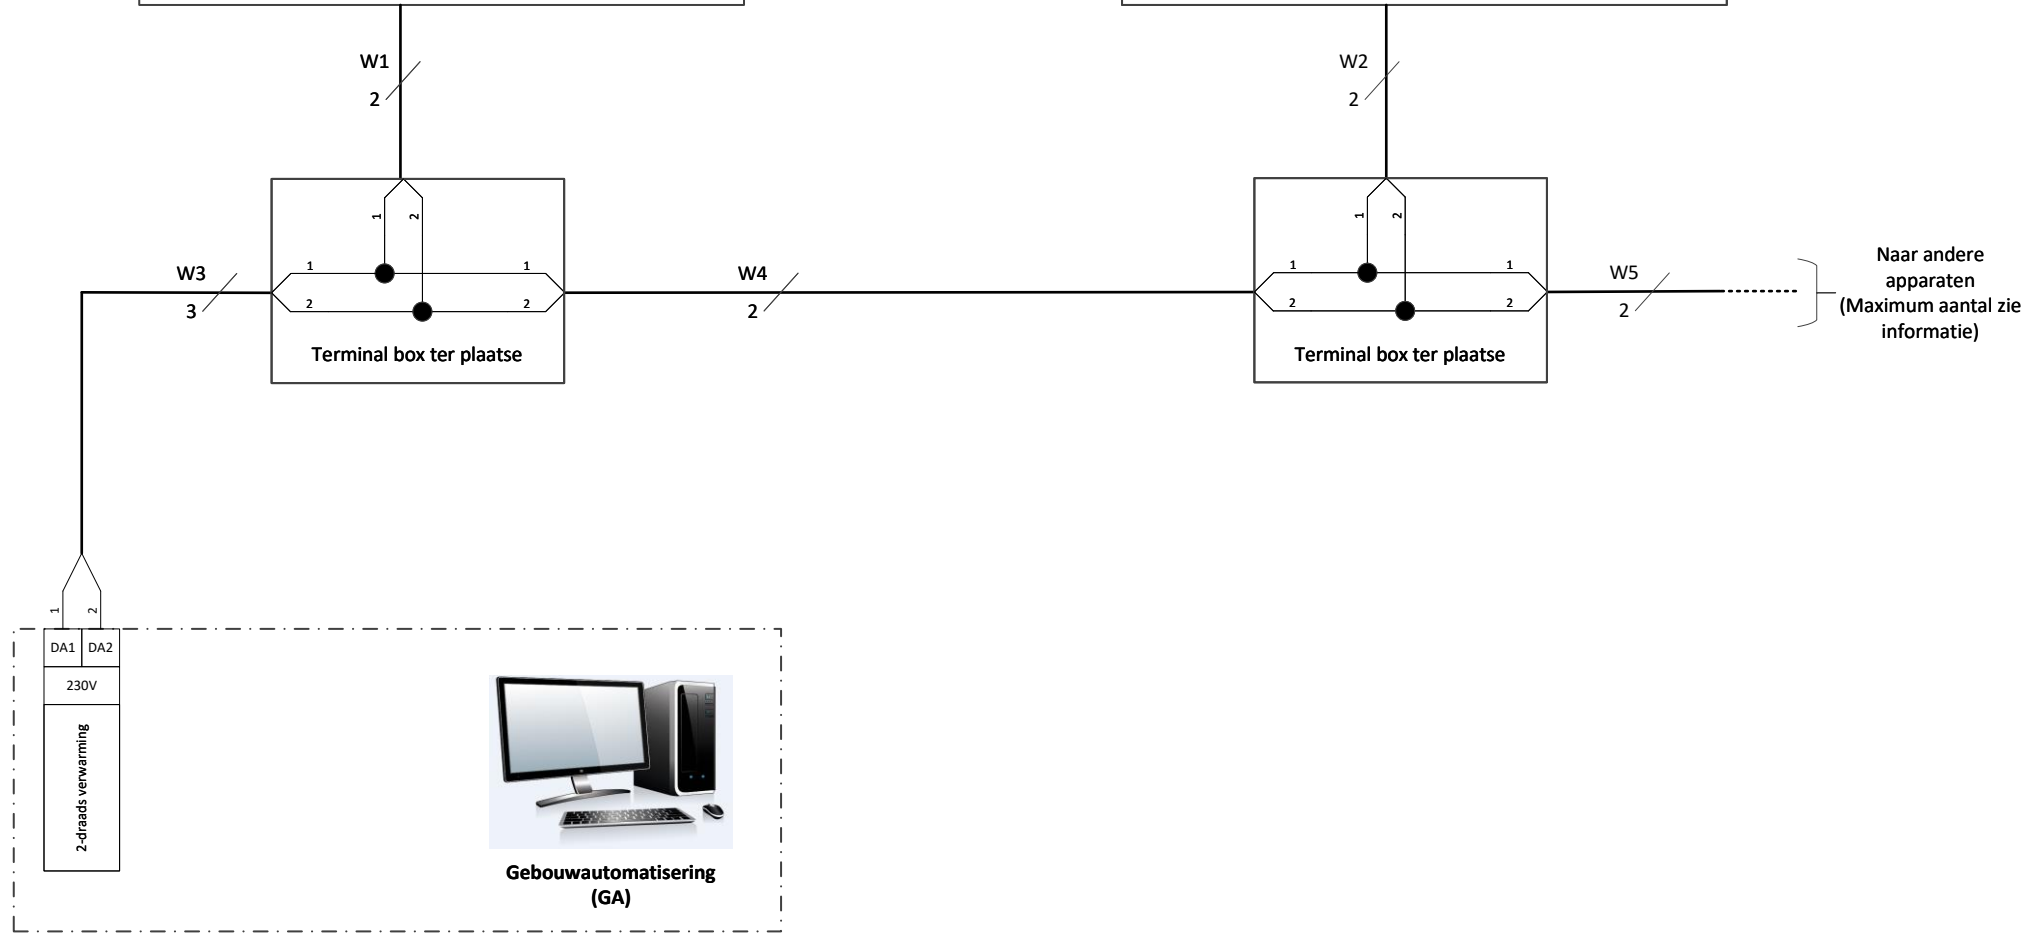 W1
2
W2
2
1
2
1
2
W3
3
1
1
2
2
W4
2
1
1
2
2
W5
2
Naar andere
apparaten
(Maximum aantal zie
informatie)
Terminal box ter plaatse
Terminal box ter plaatse
1
2
DA1
DA2
230V
2-draads verwarming
Gebouwautomatisering
(GA)